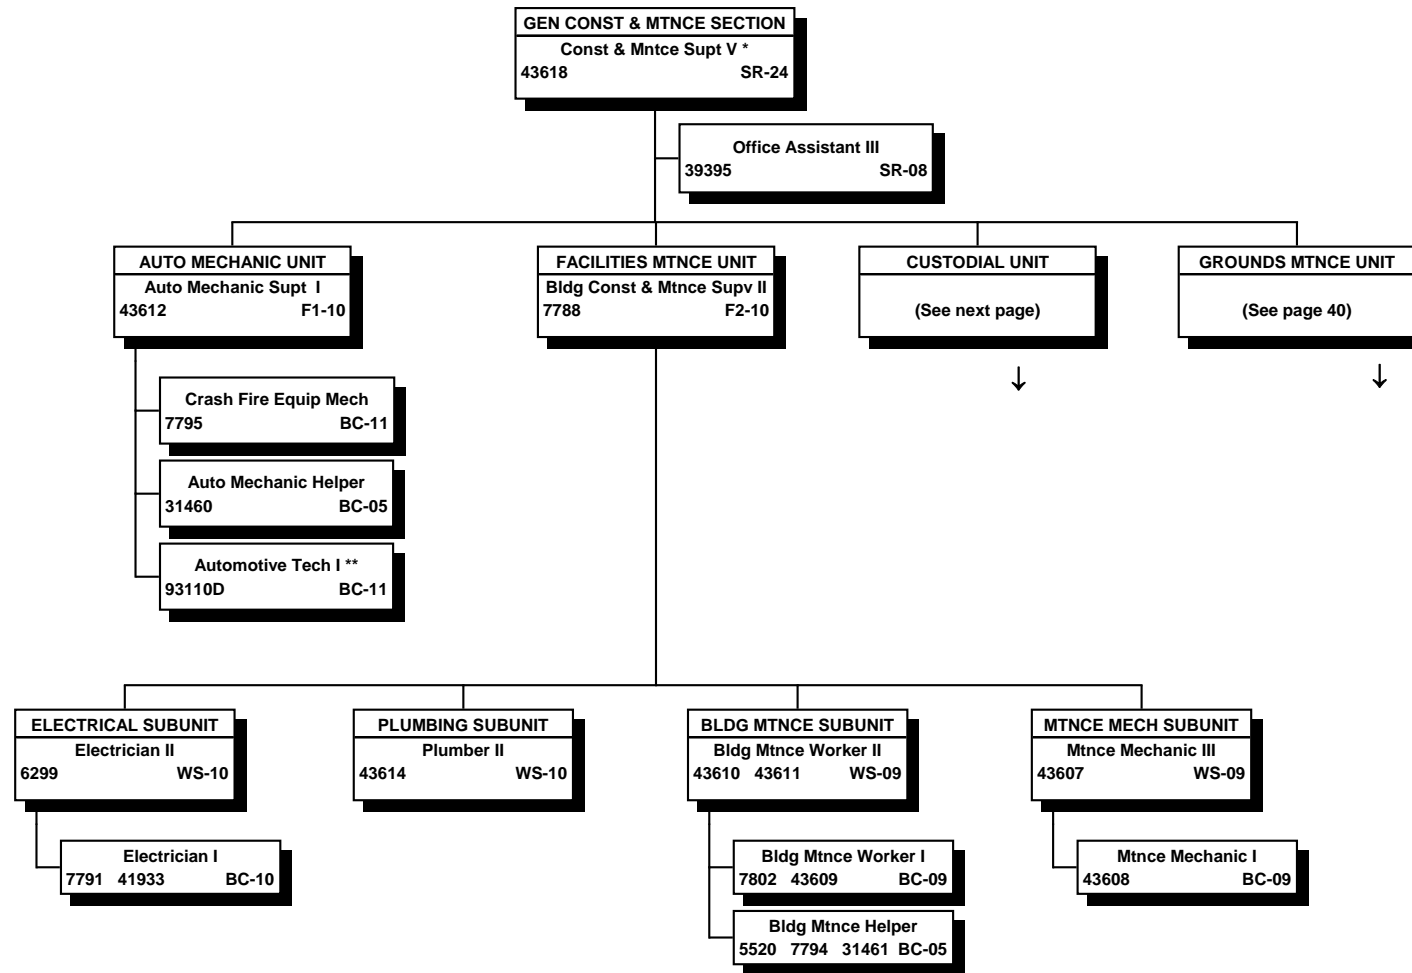 GEN CONST & MTNCE SECTION
Const & Mntce Supt V *
43618 SR-24
Office Assistant III
39395 SR-08
AUTO MECHANIC UNIT
Auto Mechanic Supt I
43612 F1-10
FACILITIES MTNCE UNIT
Bldg Const & Mtnce Supv II
7788 F2-10
CUSTODIAL UNIT
(See next page)
↓
GROUNDS MTNCE UNIT
(See page 40)
↓
Crash Fire Equip Mech
7795 BC-11
Auto Mechanic Helper
31460 BC-05
Automotive Tech I **
93110D BC-11
ELECTRICAL SUBUNIT
Electrician II
6299 WS-10
Electrician I
7791 41933 BC-10
PLUMBING SUBUNIT
Plumber II
43614 WS-10
BLDG MTNCE SUBUNIT
Bldg Mtnce Worker II
43610 43611 WS-09
Bldg Mtnce Worker I
7802 43609 BC-09
Bldg Mtnce Helper
5520 7794 31461 BC-05
MTNCE MECH SUBUNIT
Mtnce Mechanic III
43607 WS-09
Mtnce Mechanic I
43608 BC-09